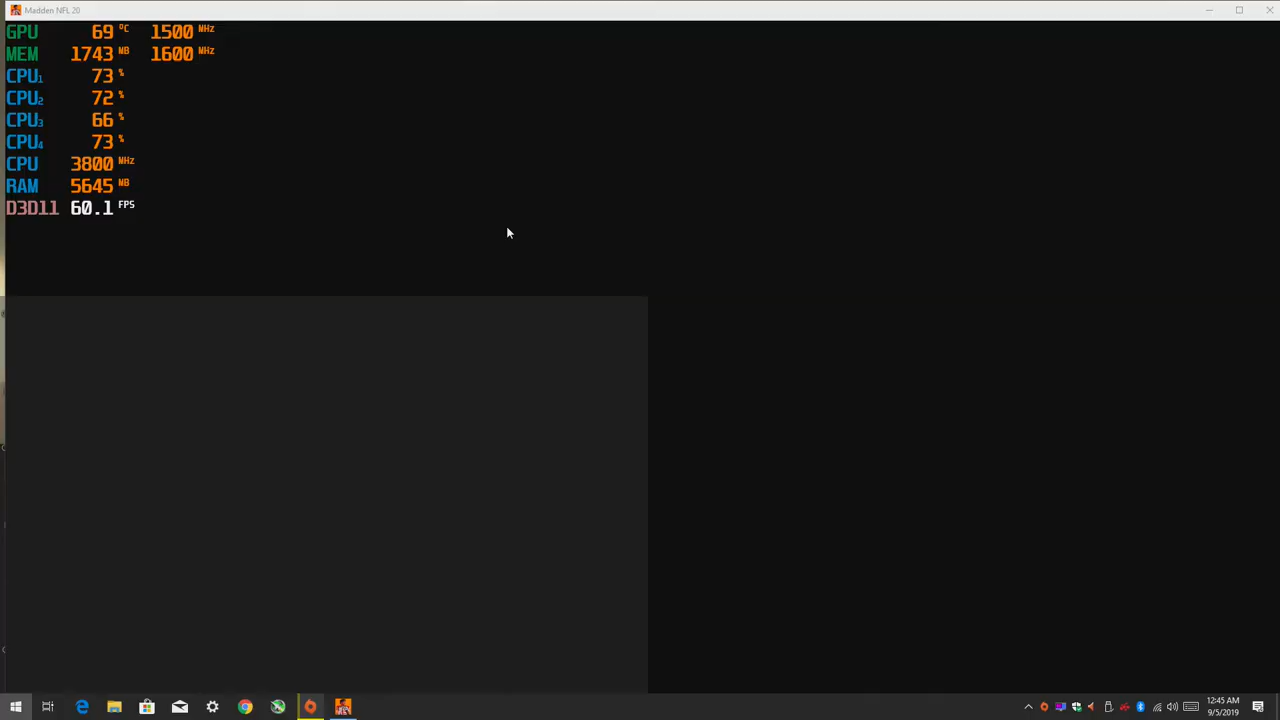 Madden NFL 20
GPU 69 °C 1500 MHz
MEM 1743 MB 1600 MHz
CPU1 73 %
CPU2 72 %
CPU3 66 %
CPU4 73 %
CPU 3800 MHz
RAM 5645 MB
D3D11 60.1 FPS
12:45 AM
9/5/2019